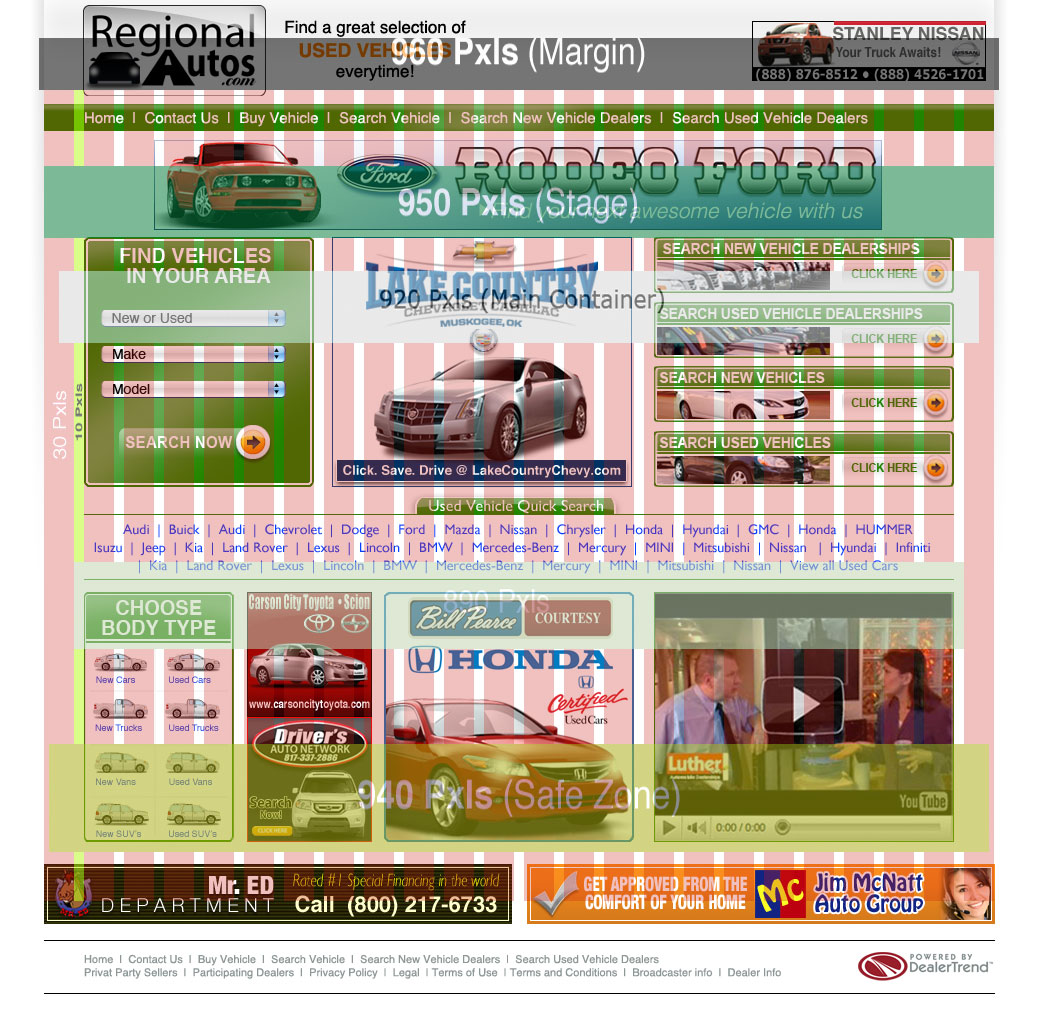 Regional
Autos
.com
Find a great selection of
USED VEHICLES
everytime!
960 Pxls (Margin)
STANLEY NISSAN
Your Truck Awaits!
NISSAN
(888) 876-8512 • (888) 4526-1701
Home | Contact Us | Buy Vehicle | Search Vehicle | Search New Vehicle Dealers | Search Used Vehicle Dealers
Ford RODEO FORD
950 Pxls (Stage)
Find your next awesome vehicle with us
FIND VEHICLES
IN YOUR AREA
New or Used
Make
Model
SEARCH NOW
30 Pxls
10 Pxls
LAKE COUNTRY
CHEVROLET CADILLAC
MUSKOGEE, OK
920 Pxls (Main Container)
Click. Save. Drive @ LakeCountryChevy.com
SEARCH NEW VEHICLE DEALERSHIPS
CLICK HERE
SEARCH USED VEHICLE DEALERSHIPS
CLICK HERE
SEARCH NEW VEHICLES
CLICK HERE
SEARCH USED VEHICLES
CLICK HERE
Used Vehicle Quick Search
Audi | Buick | Audi | Chevrolet | Dodge | Ford | Mazda | Nissan | Chrysler | Honda | Hyundai | GMC | Honda | HUMMER
Isuzu | Jeep | Kia | Land Rover | Lexus | Lincoln | BMW | Mercedes-Benz | Mercury | MINI | Mitsubishi | Nissan | Hyundai | Infiniti
| Kia | Land Rover | Lexus | Lincoln | BMW | Mercedes-Benz | Mercury | MINI | Mitsubishi | Nissan | View all Used Cars
890 Pxls
CHOOSE
BODY TYPE
New Cars Used Cars
New Trucks Used Trucks
New Vans Used Vans
New SUV's Used SUV's
Carson City Toyota • Scion
www.carsoncitytoyota.com
Driver's
AUTO NETWORK
817-337-2886
Search
Now!
CLICK HERE
Bill Pearce COURTESY
HONDA
Certified
Used Cars
Luther
YouTube
0:00 / 0:00
940 Pxls (Safe Zone)
Mr. ED
DEPARTMENT
Rated #1 Special Financing in the world
Call (800) 217-6733
GET APPROVED FROM THE
COMFORT OF YOUR HOME
MC
Jim McNatt
Auto Group
Home | Contact Us | Buy Vehicle | Search Vehicle | Search New Vehicle Dealers | Search Used Vehicle Dealers
Privat Party Sellers | Participating Dealers | Privacy Policy | Legal | Terms of Use | Terms and Conditions | Broadcaster info | Dealer Info
POWERED BY
DealerTrend™